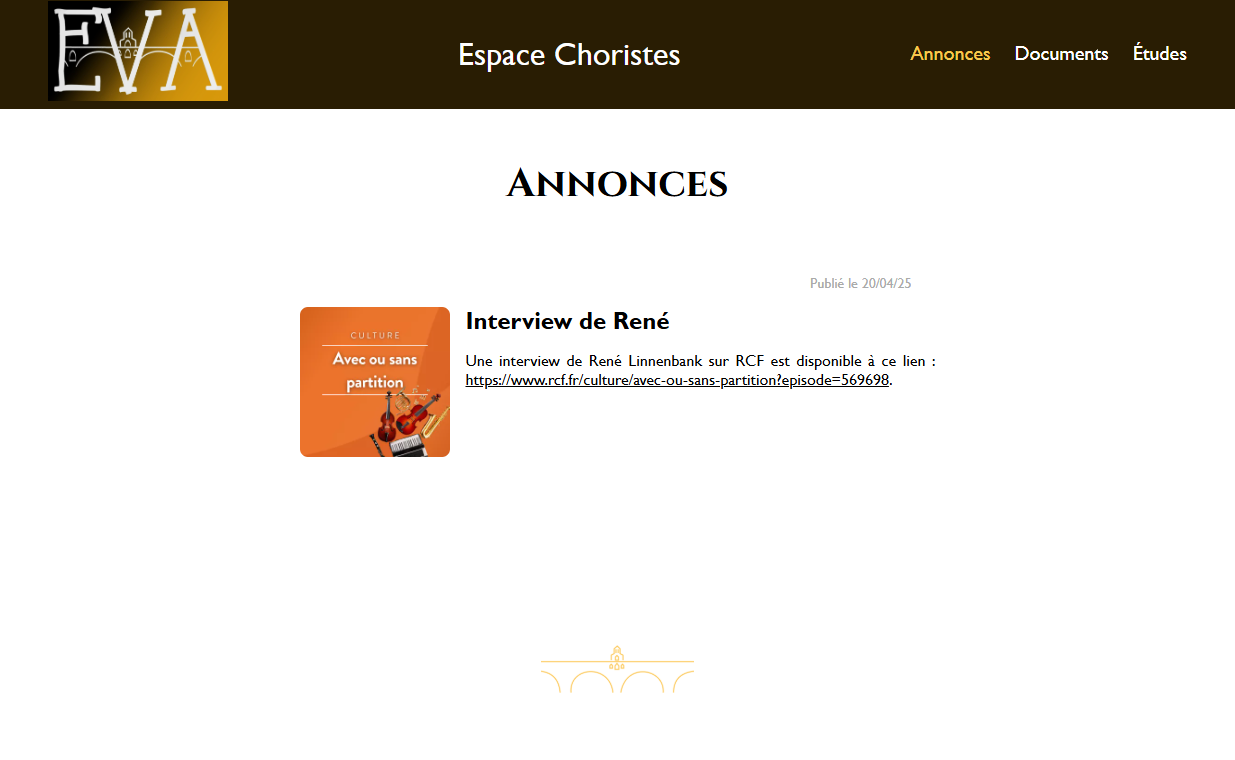 EVA
Espace Choristes
Annonces
Documents
Études
Annonces
Publié le 20/04/25
CULTURE
Avec ou sans
partition
Interview de René
Une interview de René Linnenbank sur RCF est disponible à ce lien :
https://www.rcf.fr/culture/avec-ou-sans-partition?episode=569698.